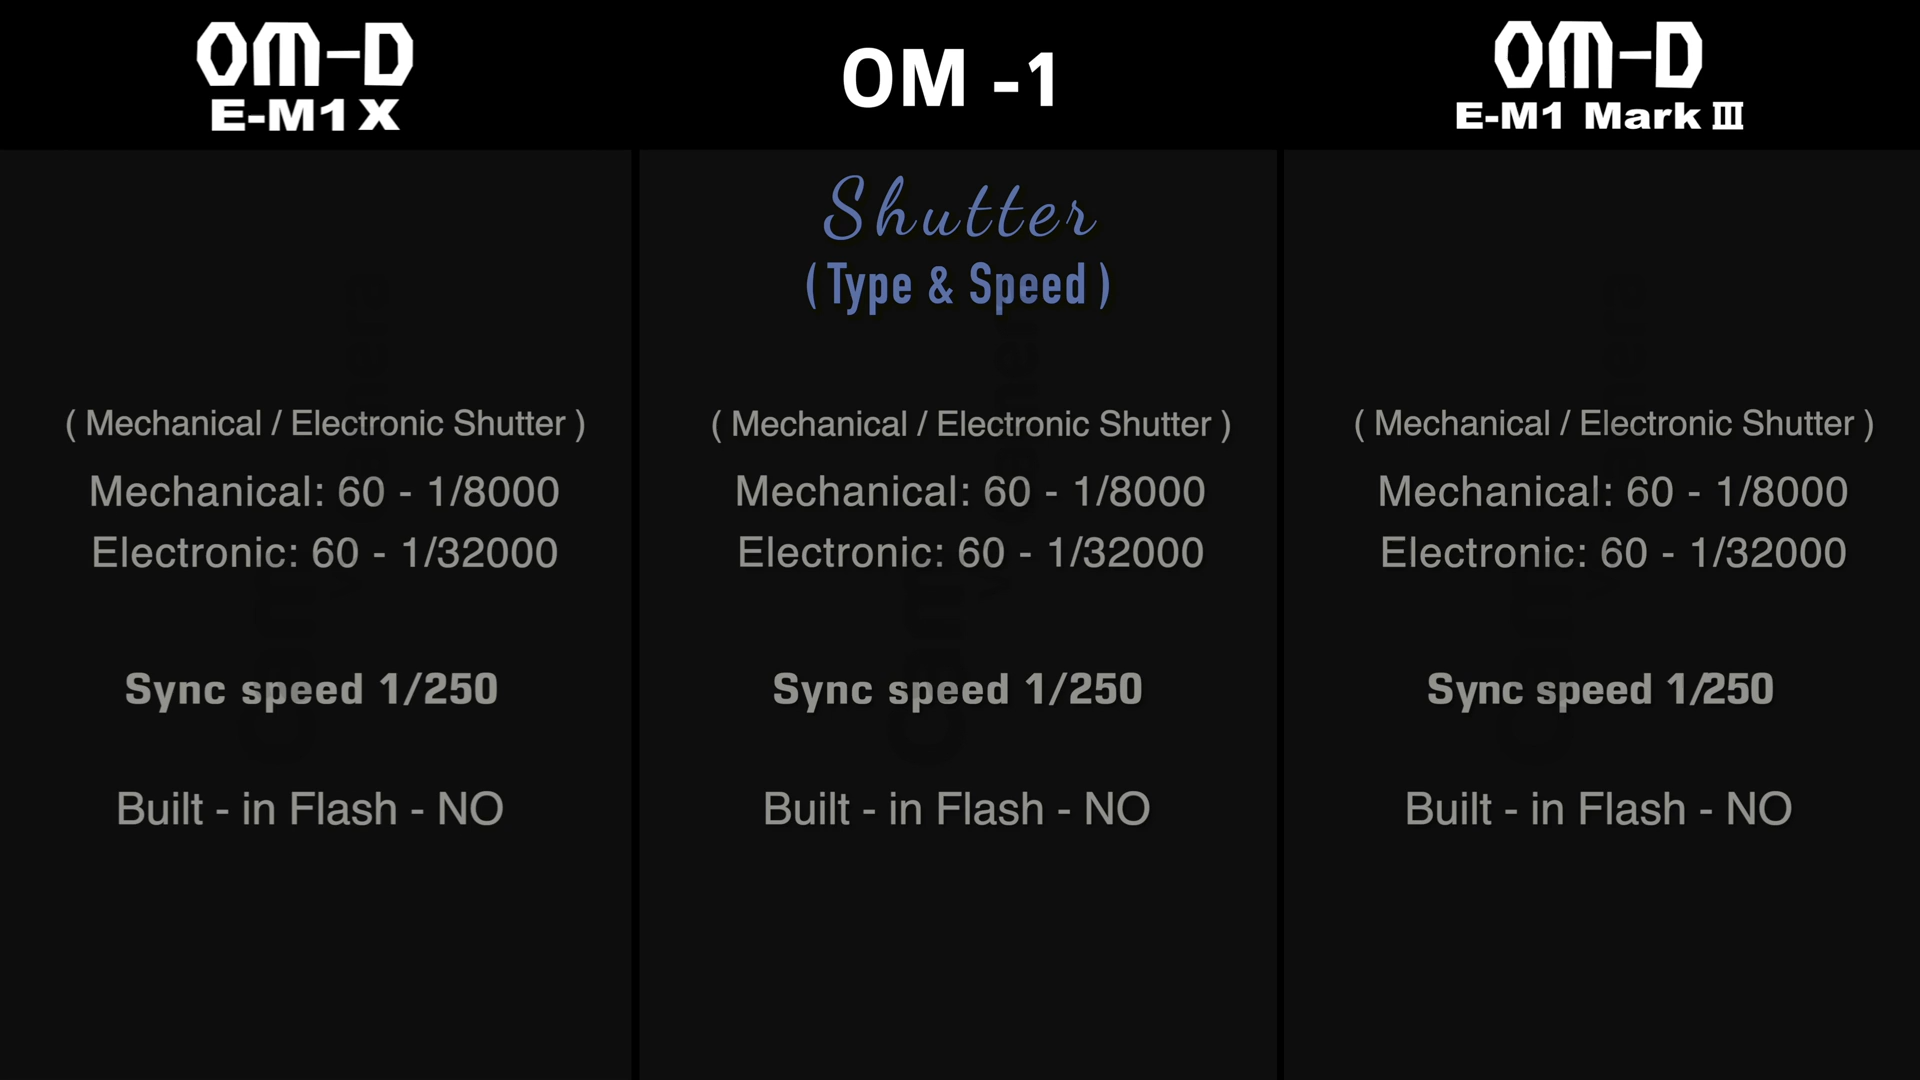 OM-D
E-M1X
OM -1
OM-D
E-M1 Mark III
Shutter
( Type & Speed )
( Mechanical / Electronic Shutter )
Mechanical: 60 - 1/8000
Electronic: 60 - 1/32000
Sync speed 1/250
Built - in Flash - NO
( Mechanical / Electronic Shutter )
Mechanical: 60 - 1/8000
Electronic: 60 - 1/32000
Sync speed 1/250
Built - in Flash - NO
( Mechanical / Electronic Shutter )
Mechanical: 60 - 1/8000
Electronic: 60 - 1/32000
Sync speed 1/250
Built - in Flash - NO